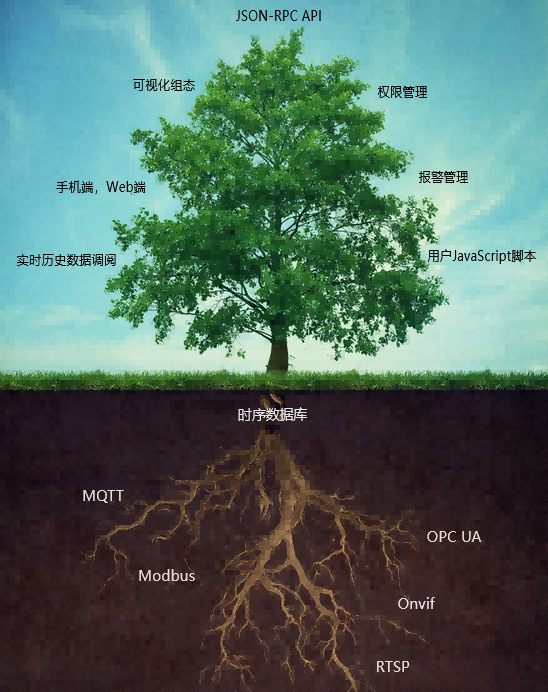 JSON-RPC API
可视化组态
权限管理
报警管理
手机端，Web端
用户JavaScript脚本
实时历史数据调阅
时序数据库
MQTT
OPC UA
Modbus
Onvif
RTSP